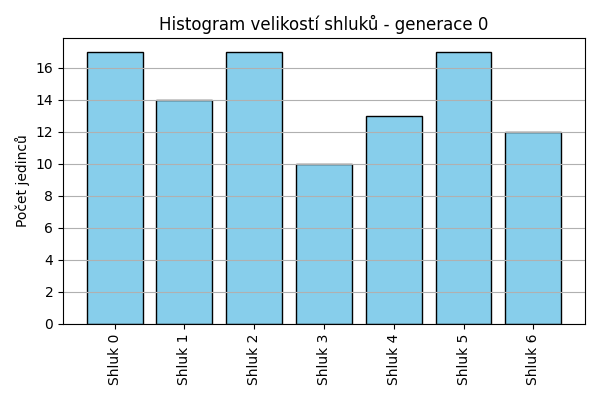 Histogram velikostí shluků - generace 0
Počet jedinců
16
14
12
10
8
6
4
2
0
Shluk 0
Shluk 1
Shluk 2
Shluk 3
Shluk 4
Shluk 5
Shluk 6